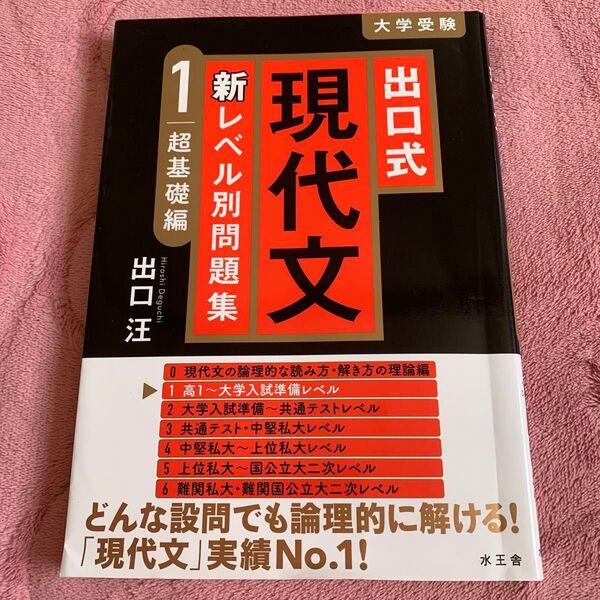 大学受験
出口式
現代文
新レベル別問題集
1 超基礎編
出口 汪
Hiroshi Deguchi
0 現代文の論理的な読み方・解き方の理論編
1 高1〜大学入試準備レベル
2 大学入試準備〜共通テストレベル
3 共通テスト・中堅私大レベル
4 中堅私大〜上位私大レベル
5 上位私大〜国公立大二次レベル
6 難関私大・難関国公立大二次レベル
どんな設問でも論理的に解ける!
「現代文」実績No.1!
水王舎